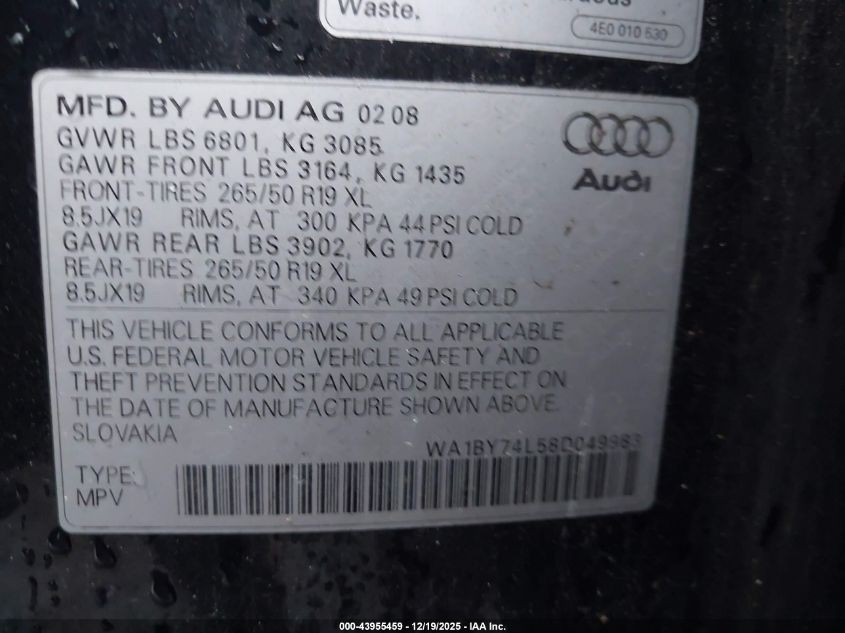 Waste.
4E0 010 530
MFD. BY AUDI AG 02 08
GVWR LBS 6801, KG 3085
GAWR FRONT LBS 3164, KG 1435
FRONT-TIRES 265/50 R19 XL
8.5JX19 RIMS, AT 300 KPA 44 PSI COLD
GAWR REAR LBS 3902, KG 1770
REAR-TIRES 265/50 R19 XL
8.5JX19 RIMS, AT 340 KPA 49 PSI COLD
Audi
THIS VEHICLE CONFORMS TO ALL APPLICABLE
U.S. FEDERAL MOTOR VEHICLE SAFETY AND
THEFT PREVENTION STANDARDS IN EFFECT ON
THE DATE OF MANUFACTURE SHOWN ABOVE.
SLOVAKIA
WA1BY74L58D049983
TYPE:
MPV
000-43955459 - 12/19/2025 - IAA Inc.